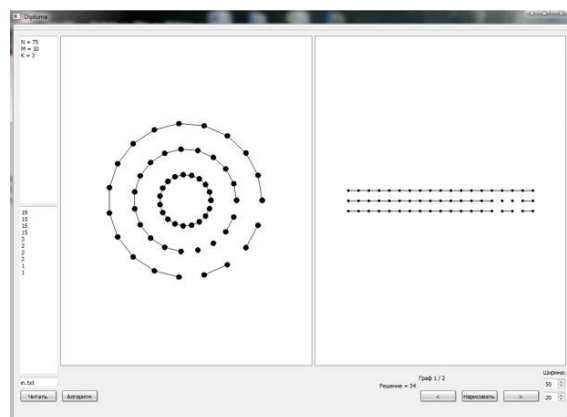 Diploma
N = 75
M = 10
K = 3
19
15
15
15
3
2
2
2
1
1
in.txt
Читать
Алгоритм
Граф 1 / 2
Решение = 34
<
Нарисовать
>
Ширина:
50
20